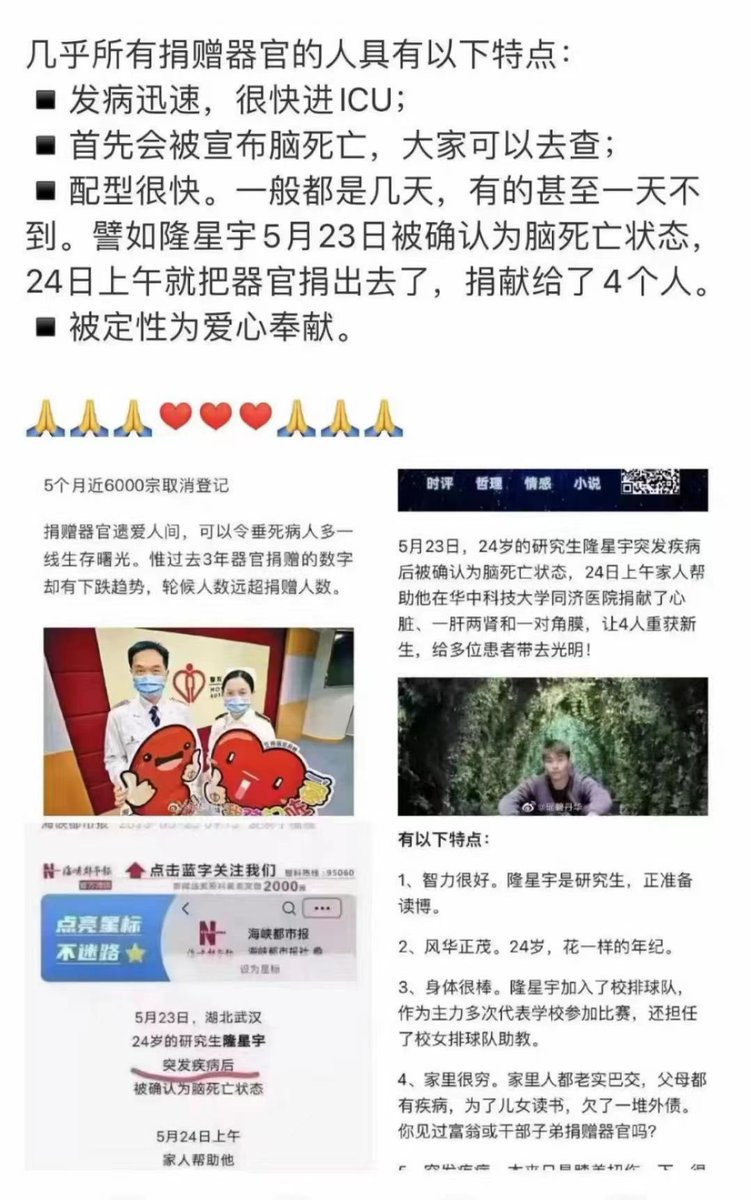 几乎所有捐赠器官的人具有以下特点：
▪️发病迅速，很快进ICU；
▪️首先会被宣布脑死亡，大家可以去查；
▪️配型很快。一般都是几天，有的甚至一天不
到。譬如隆星宇5月23日被确认为脑死亡状态，
24日上午就把器官捐出去了，捐献给了4个人。
▪️被定性为爱心奉献。
🙏🙏🙏❤️❤️❤️🙏🙏🙏
5个月近6000宗取消登记
捐赠器官遗爱人间，可以令垂死病人多一
线生存曙光。惟过去3年器官捐赠的数字
却有下跌趋势，轮候人数远超捐赠人数。
海峡都市报
点击蓝字关注我们
95060
2000
点亮星标
不迷路
海峡都市报
海峡都市报社
设为星标
5月23日，湖北武汉
24岁的研究生隆星宇
突发疾病后
被确认为脑死亡状态
5月24日上午
家人帮助他
时评 哲理 情感 小说
5月23日，24岁的研究生隆星宇突发疾病
后被确认为脑死亡状态，24日上午家人帮
助他在华中科技大学同济医院捐献了心
脏、一肝两肾和一对角膜，让4人重获新
生，给多位患者带去光明！
有以下特点：
1、智力很好。隆星宇是研究生，正准备
读博。
2、风华正茂。24岁，花一样的年纪。
3、身体很棒。隆星宇加入了校排球队，
作为主力多次代表学校参加比赛，还担任
了校女排球队助教。
4、家里很穷。家里人都老实巴交，父母都
有疾病，为了儿女读书，欠了一堆外债。
你见过富翁或干部子弟捐赠器官吗？